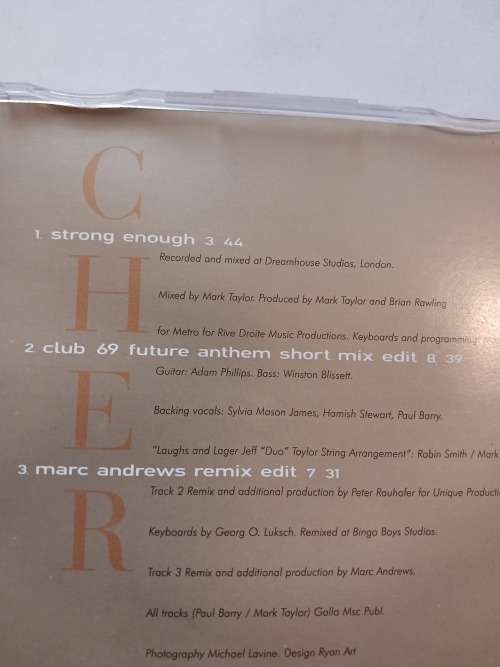 C
1. strong enough 3. 44
Recorded and mixed at Dreamhouse Studios, London.
H
Mixed by Mark Taylor. Produced by Mark Taylor and Brian Rawling
for Metro for Rive Droite Music Productions. Keyboards and programming
2. club 69 future anthem short mix edit 8. 39
Guitar: Adam Phillips. Bass: Winston Blissett.
E
Backing vocals: Sylvia Mason James, Hamish Stewart, Paul Barry.
"Laughs and Lager Jeff "Duo" Taylor String Arrangement": Robin Smith / Mark
3. marc andrews remix edit 7. 31
Track 2 Remix and additional production by Peter Rauhofer for Unique Producti
R
Keyboards by Georg O. Luksch. Remixed at Bingo Boys Studios.
Track 3 Remix and additional production by Marc Andrews.
All tracks (Paul Barry / Mark Taylor) Gallo Msc Publ.
Photography Michael Lavine. Design Ryan Art